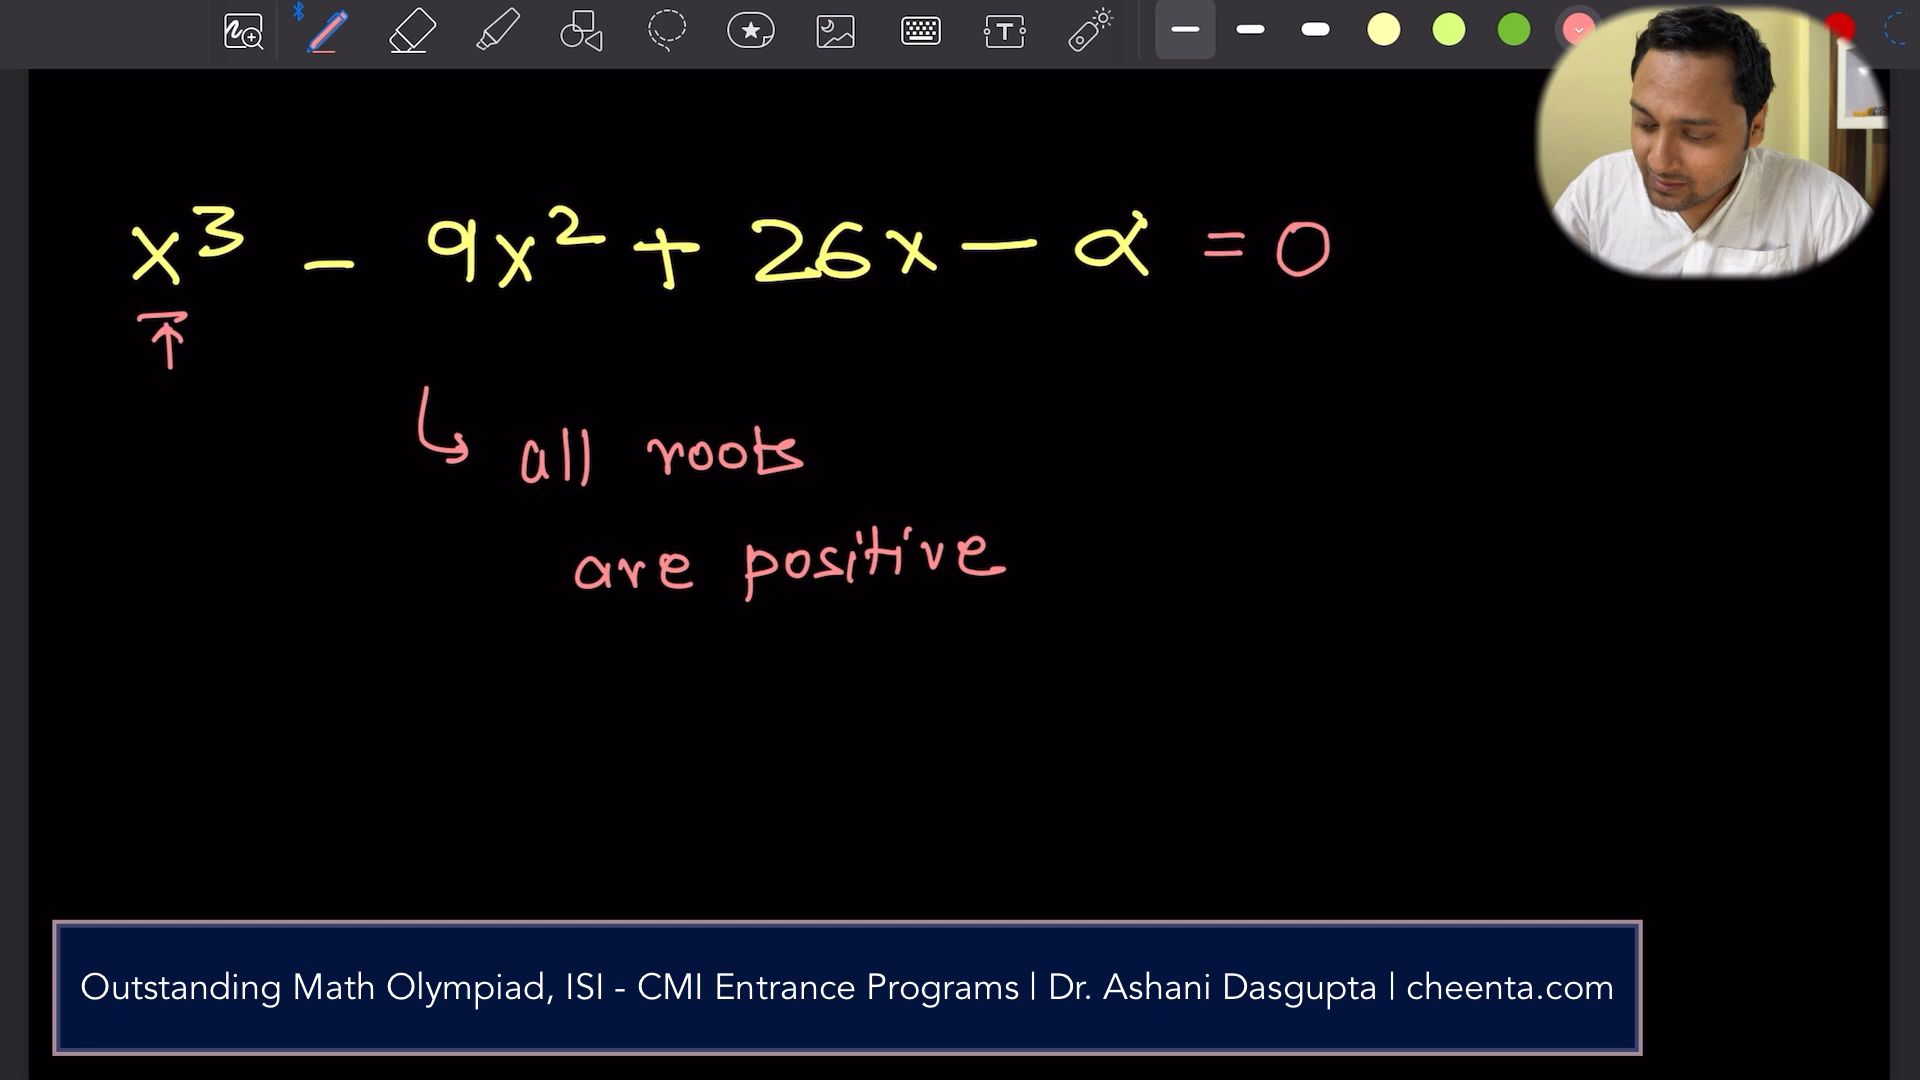 x³ - 9x² + 26x - α = 0
↑
↳ all roots
are positive
Outstanding Math Olympiad, ISI - CMI Entrance Programs | Dr. Ashani Dasgupta | cheenta.com